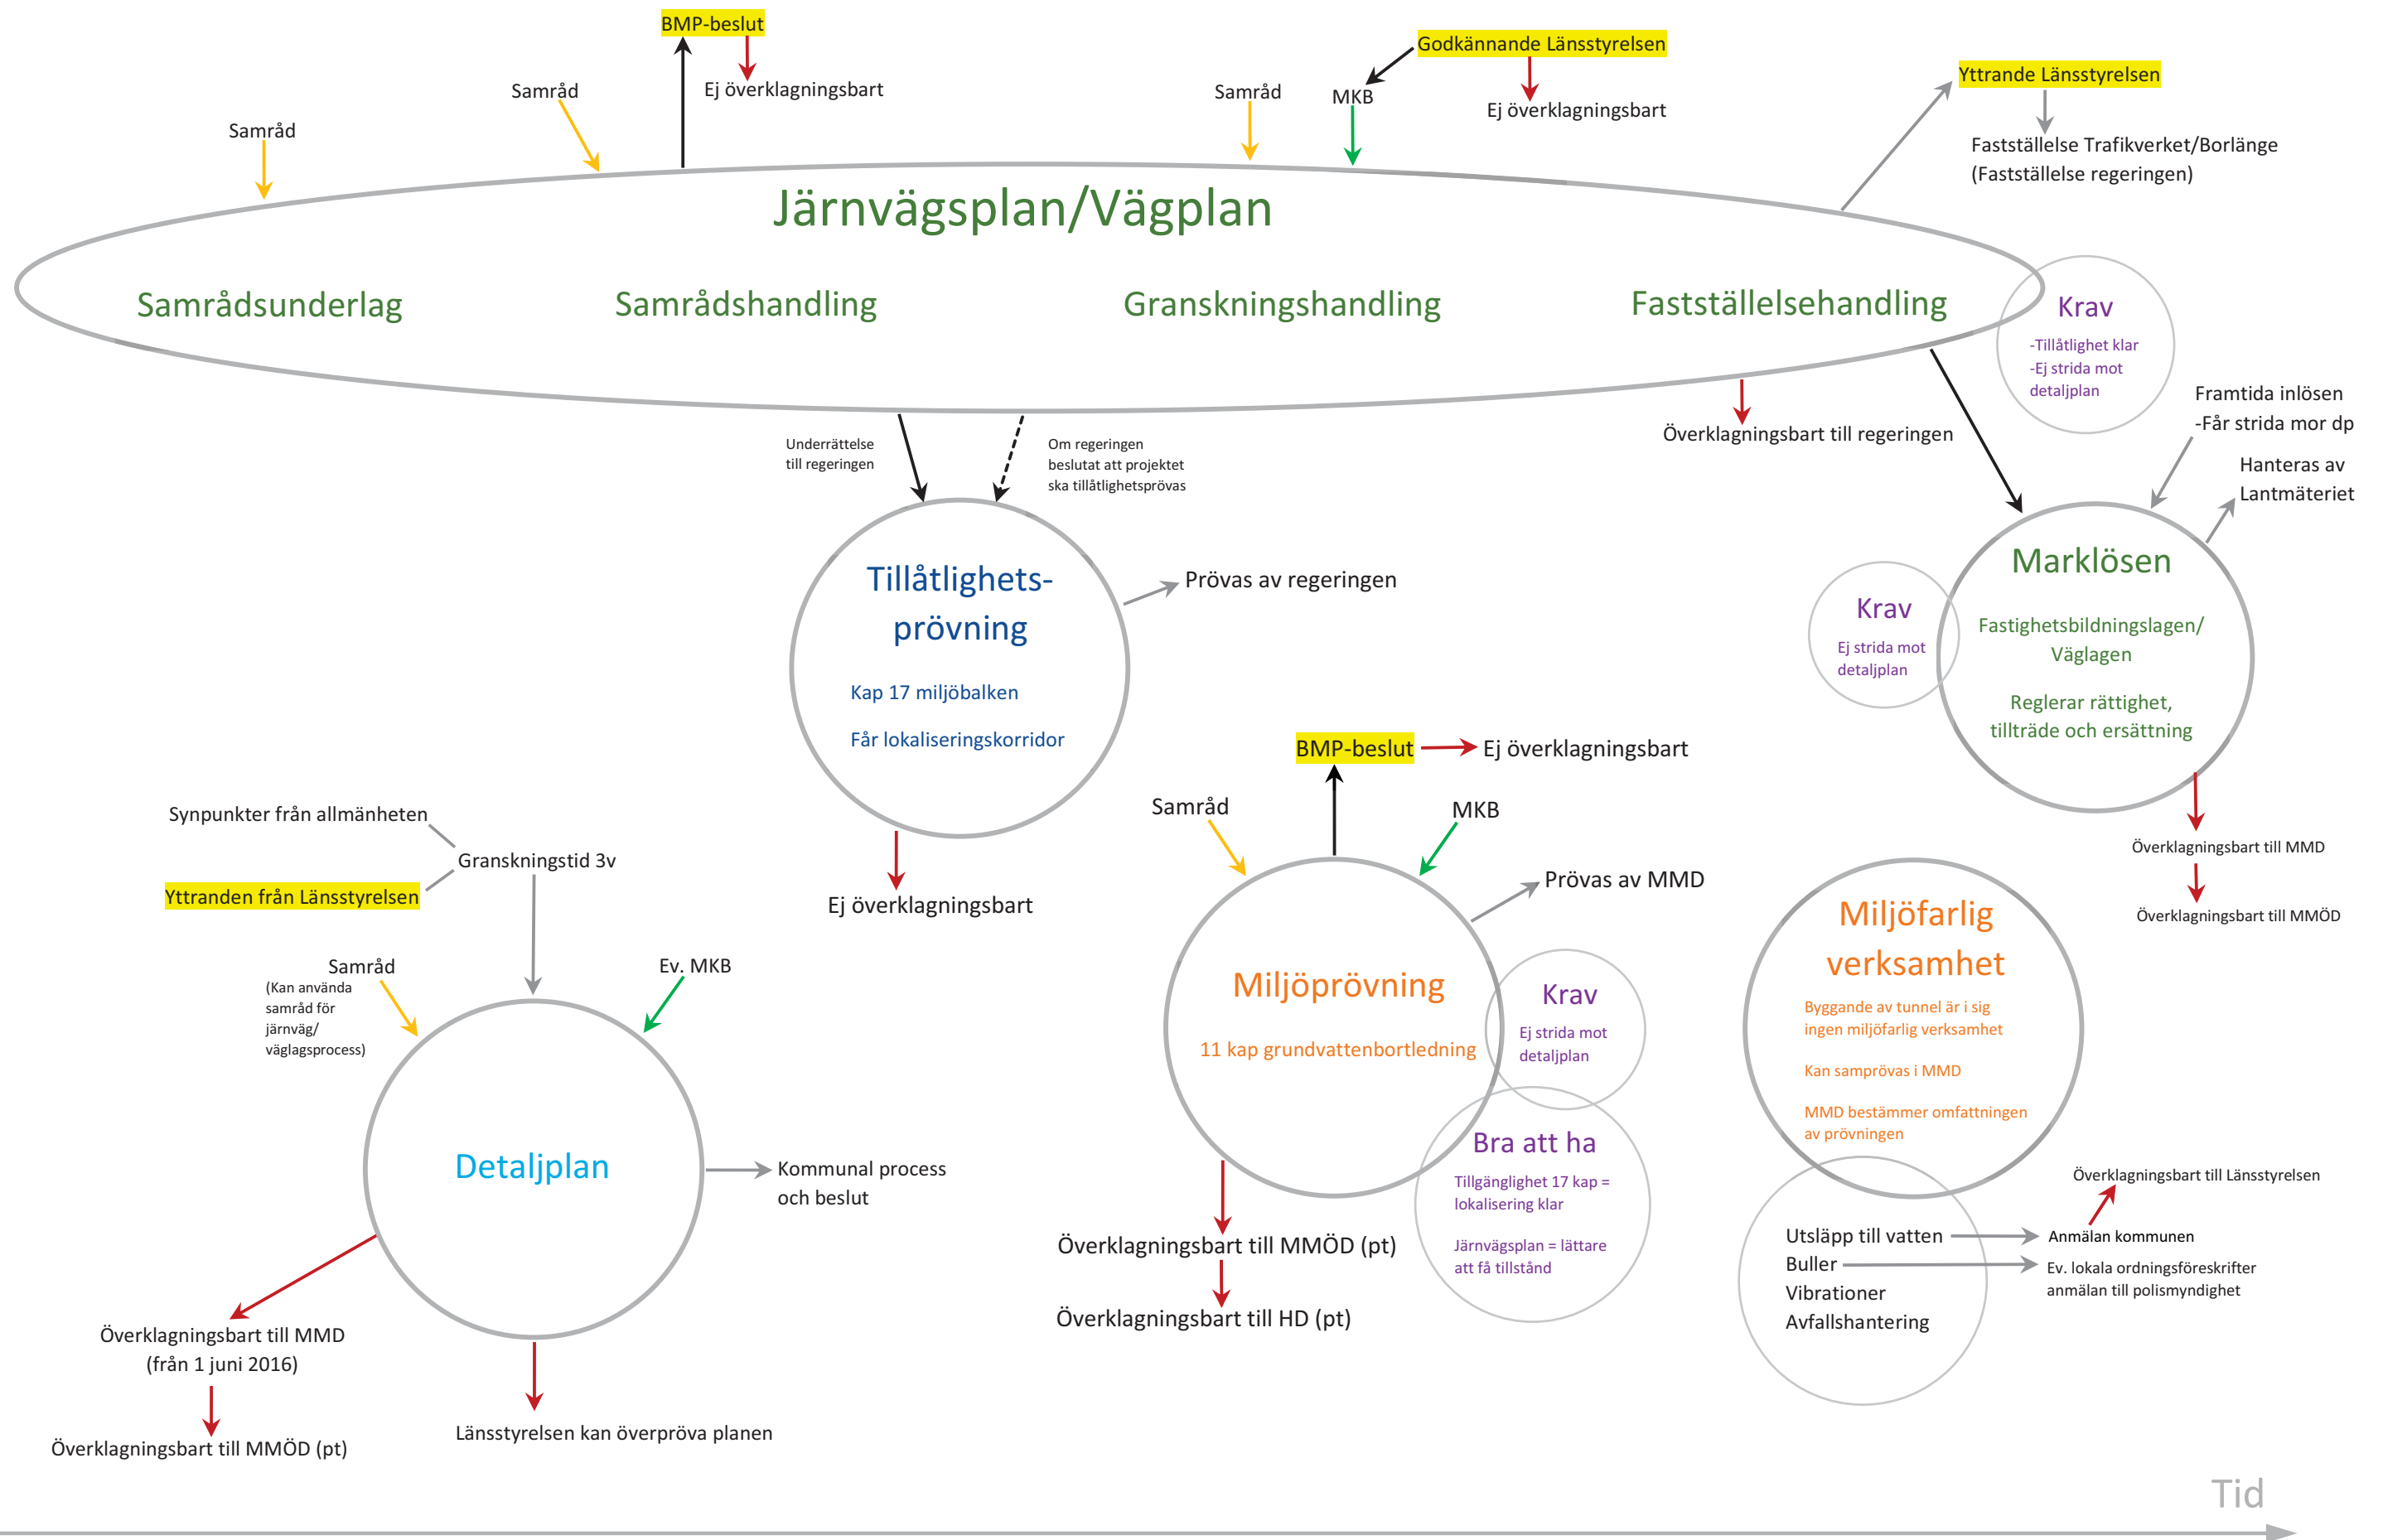 BMP-beslut
Ej överklagningsbart
Samråd
Samråd
Samråd
MKB
Godkännande Länsstyrelsen
Ej överklagningsbart
Yttrande Länsstyrelsen
Fastställelse Trafikverket/Borlänge
(Fastställelse regeringen)
Järnvägsplan/Vägplan
Samrådsunderlag
Samrådshandling
Granskningshandling
Fastställelsehandling
Krav
-Tillåtlighet klar
-Ej strida mot
detaljplan
Underrättelse
till regeringen
Om regeringen
beslutat att projektet
ska tillåtlighetsprövas
Överklagningsbart till regeringen
Framtida inlösen
-Får strida mor dp
Hanteras av
Lantmäteriet
Tillåtlighets-
prövning
Kap 17 miljöbalken
Får lokaliseringskorridor
Prövas av regeringen
Ej överklagningsbart
Krav
Ej strida mot
detaljplan
Marklösen
Fastighetsbildningslagen/
Väglagen
Reglerar rättighet,
tillträde och ersättning
Överklagningsbart till MMD
Överklagningsbart till MMÖD
Synpunkter från allmänheten
Granskningstid 3v
Yttranden från Länsstyrelsen
Samråd
(Kan använda
samråd för
järnväg/
väglagsprocess)
Ev. MKB
Detaljplan
Kommunal process
och beslut
Överklagningsbart till MMD
(från 1 juni 2016)
Överklagningsbart till MMÖD (pt)
Länsstyrelsen kan överpröva planen
BMP-beslut
Ej överklagningsbart
Samråd
MKB
Prövas av MMD
Miljöprövning
11 kap grundvattenbortledning
Krav
Ej strida mot
detaljplan
Bra att ha
Tillgänglighet 17 kap =
lokalisering klar
Järnvägsplan = lättare
att få tillstånd
Överklagningsbart till MMÖD (pt)
Överklagningsbart till HD (pt)
Miljöfarlig
verksamhet
Byggande av tunnel är i sig
ingen miljöfarlig verksamhet
Kan samprövas i MMD
MMD bestämmer omfattningen
av prövningen
Överklagningsbart till Länsstyrelsen
Utsläpp till vatten
Anmälan kommunen
Buller
Ev. lokala ordningsföreskrifter
anmälan till polismyndighet
Vibrationer
Avfallshantering
Tid